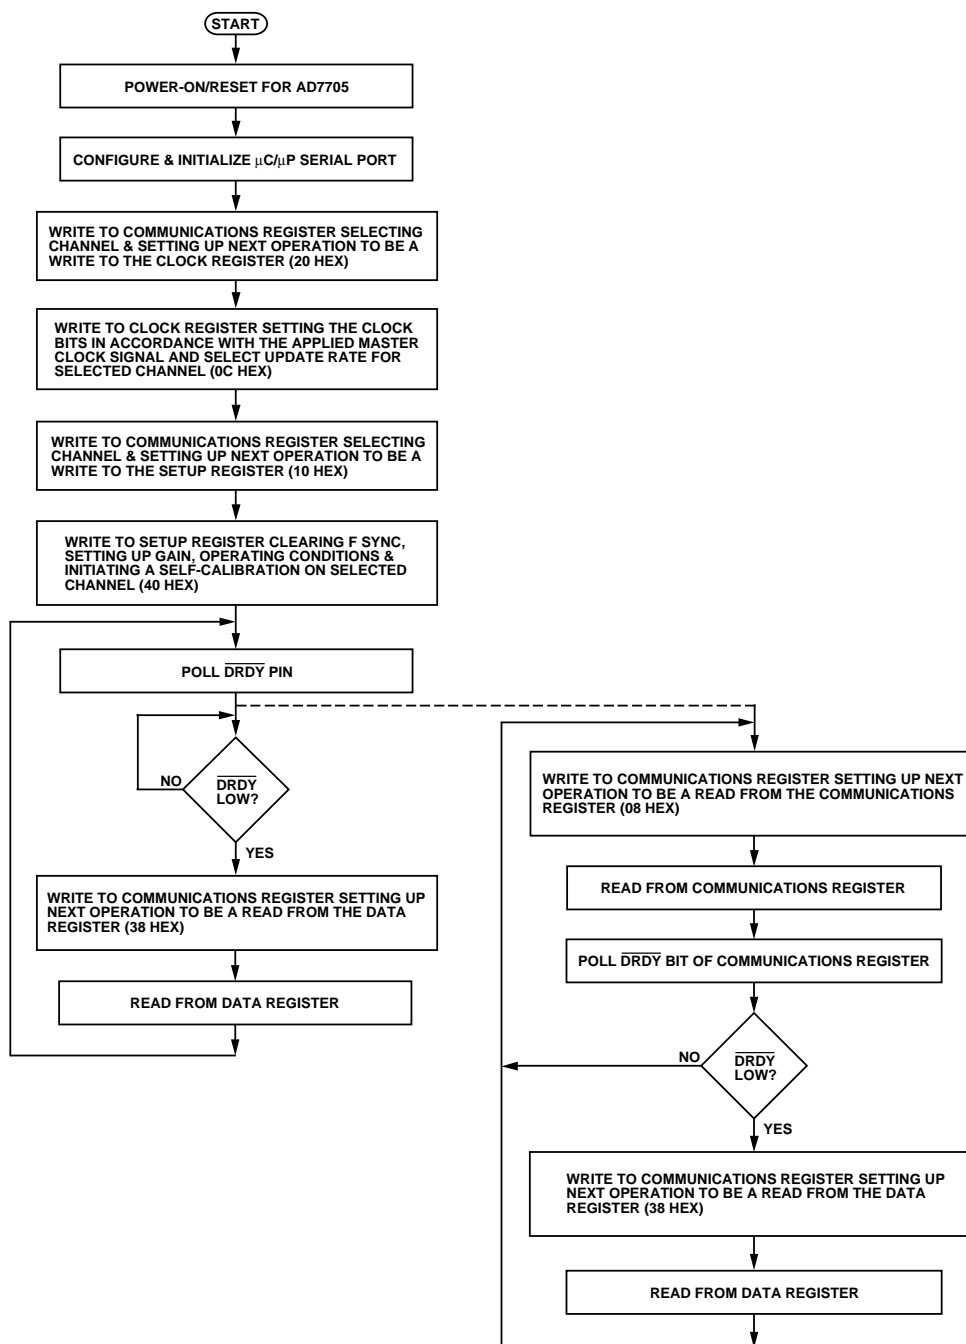 START
POWER-ON/RESET FOR AD7705
CONFIGURE & INITIALIZE μC/μP SERIAL PORT
WRITE TO COMMUNICATIONS REGISTER SELECTING
CHANNEL & SETTING UP NEXT OPERATION TO BE A
WRITE TO THE CLOCK REGISTER (20 HEX)
WRITE TO CLOCK REGISTER SETTING THE CLOCK
BITS IN ACCORDANCE WITH THE APPLIED MASTER
CLOCK SIGNAL AND SELECT UPDATE RATE FOR
SELECTED CHANNEL (0C HEX)
WRITE TO COMMUNICATIONS REGISTER SELECTING
CHANNEL & SETTING UP NEXT OPERATION TO BE A
WRITE TO THE SETUP REGISTER (10 HEX)
WRITE TO SETUP REGISTER CLEARING F SYNC,
SETTING UP GAIN, OPERATING CONDITIONS &
INITIATING A SELF-CALIBRATION ON SELECTED
CHANNEL (40 HEX)
POLL DRDY PIN
NO
DRDY
LOW?
YES
WRITE TO COMMUNICATIONS REGISTER SETTING UP
NEXT OPERATION TO BE A READ FROM THE DATA
REGISTER (38 HEX)
READ FROM DATA REGISTER
WRITE TO COMMUNICATIONS REGISTER SETTING UP NEXT
OPERATION TO BE A READ FROM THE COMMUNICATIONS
REGISTER (08 HEX)
READ FROM COMMUNICATIONS REGISTER
POLL DRDY BIT OF COMMUNICATIONS REGISTER
NO
DRDY
LOW?
YES
WRITE TO COMMUNICATIONS REGISTER SETTING UP
NEXT OPERATION TO BE A READ FROM THE DATA
REGISTER (38 HEX)
READ FROM DATA REGISTER